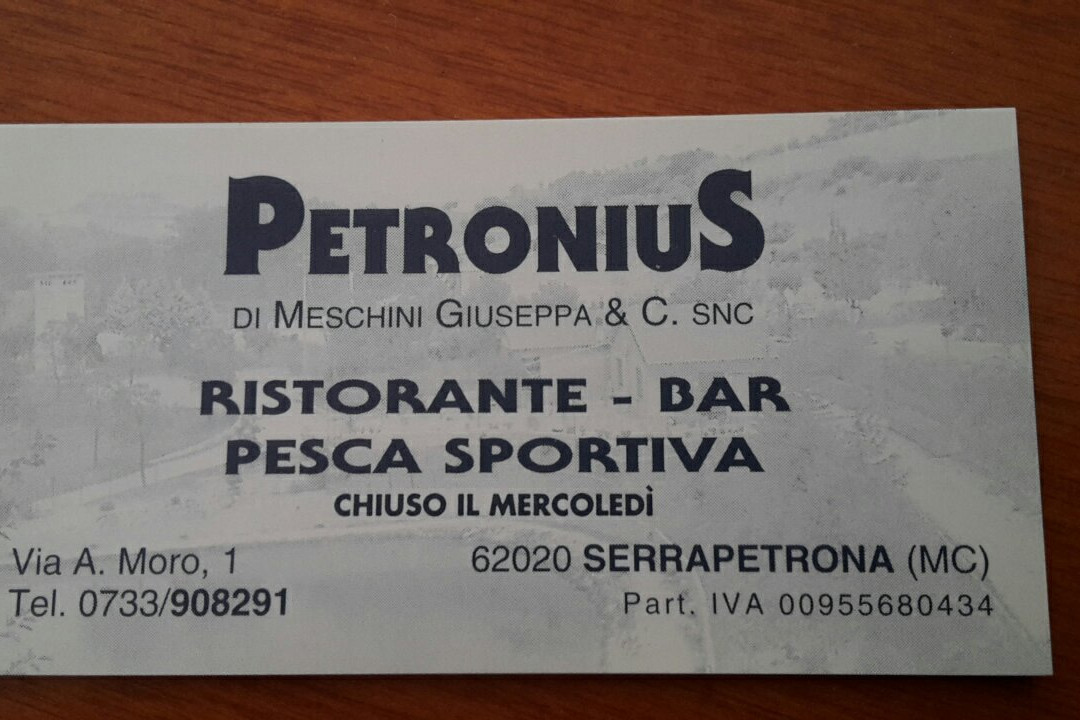 PETRONIUS
DI MESCHINI GIUSEPPA & C. SNC
RISTORANTE - BAR
PESCA SPORTIVA
CHIUSO IL MERCOLEDÌ
Via A. Moro, 1
62020 SERRAPETRONA (MC)
Tel. 0733/908291
Part. IVA 00955680434